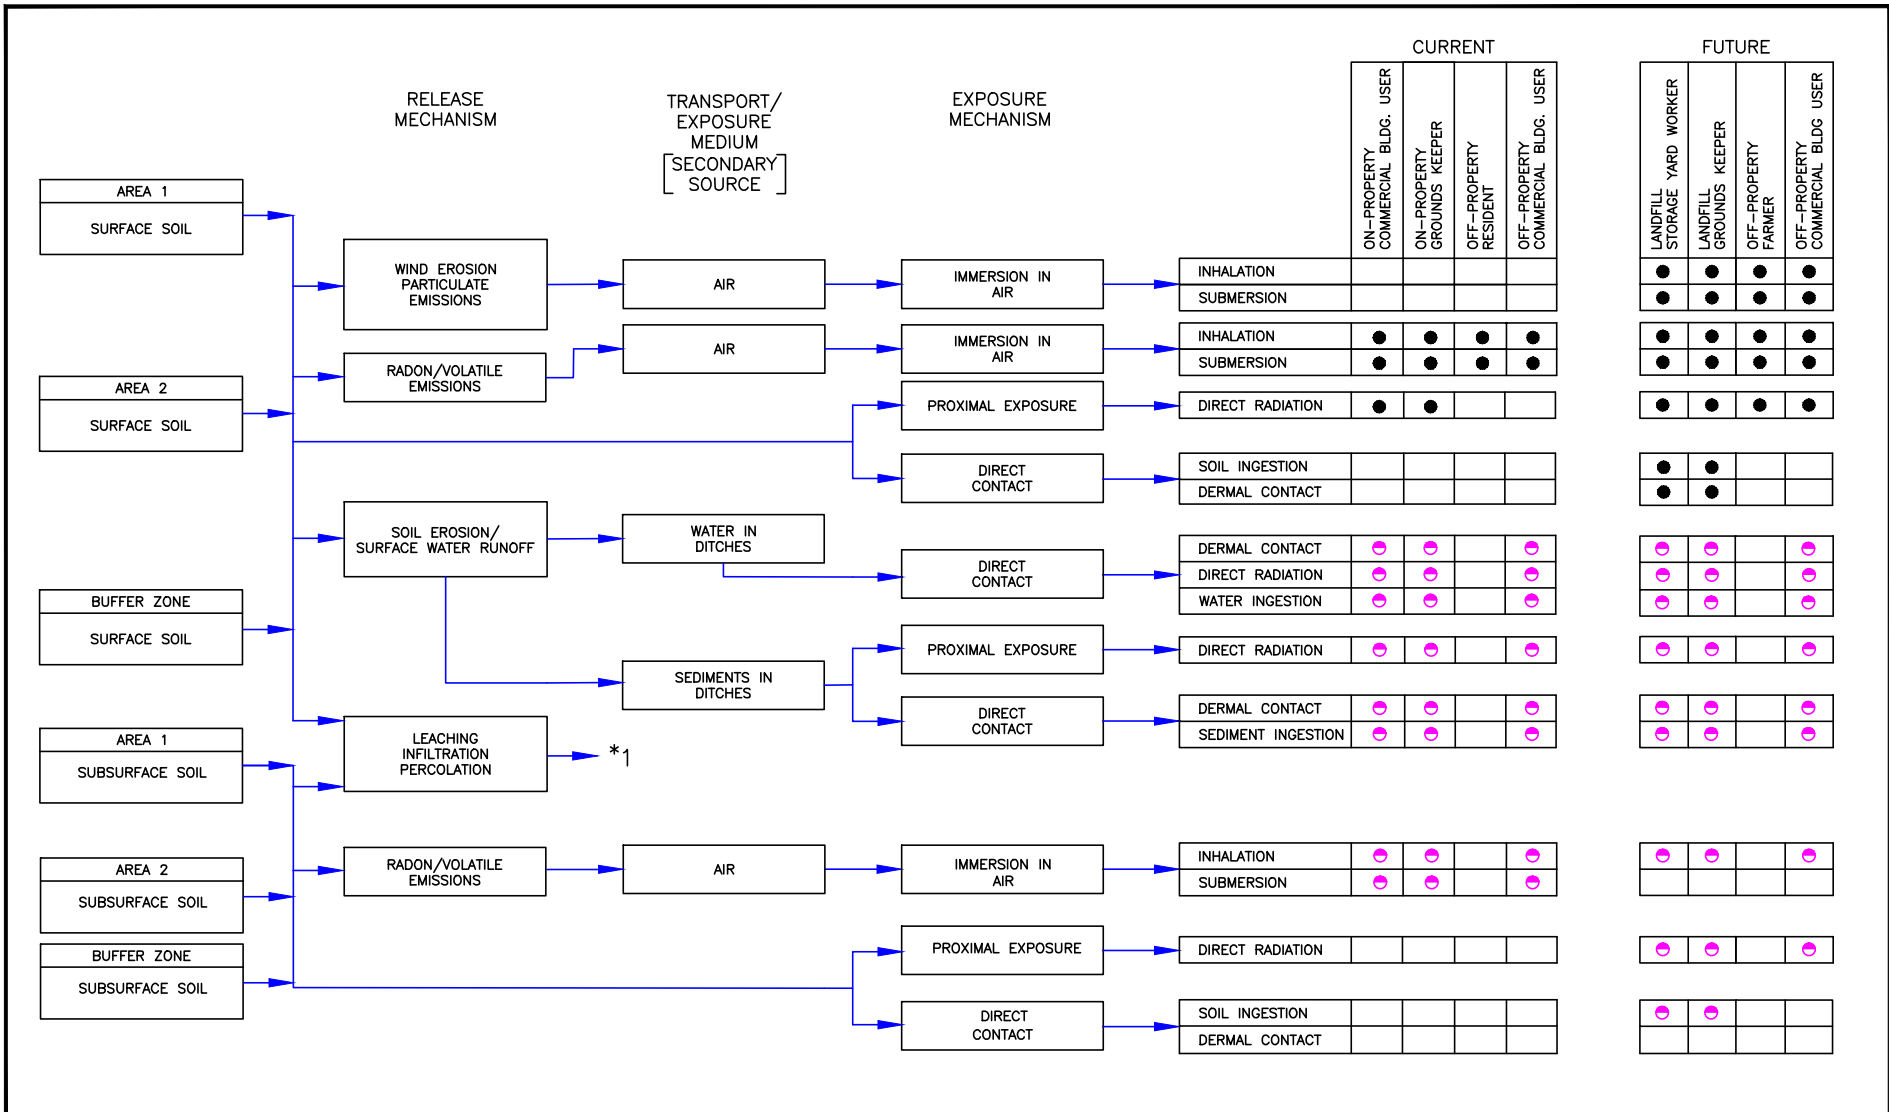 CURRENT
FUTURE
RELEASE
MECHANISM
TRANSPORT/
EXPOSURE
MEDIUM
[SECONDARY
SOURCE]
EXPOSURE
MECHANISM
ON-PROPERTY
COMMERCIAL BLDG. USER
ON-PROPERTY
GROUNDS KEEPER
OFF-PROPERTY
RESIDENT
OFF-PROPERTY
COMMERCIAL BLDG. USER
LANDFILL
STORAGE YARD WORKER
LANDFILL
GROUNDS KEEPER
OFF-PROPERTY
FARMER
OFF-PROPERTY
COMMERCIAL BLDG USER
AREA 1
SURFACE SOIL
WIND EROSION
PARTICULATE
EMISSIONS
AIR
IMMERSION IN
AIR
INHALATION
SUBMERSION
RADON/VOLATILE
EMISSIONS
AIR
IMMERSION IN
AIR
INHALATION
SUBMERSION
AREA 2
SURFACE SOIL
PROXIMAL EXPOSURE
DIRECT RADIATION
DIRECT
CONTACT
SOIL INGESTION
DERMAL CONTACT
SOIL EROSION/
SURFACE WATER RUNOFF
WATER IN
DITCHES
DIRECT
CONTACT
DERMAL CONTACT
DIRECT RADIATION
WATER INGESTION
BUFFER ZONE
SURFACE SOIL
SEDIMENTS IN
DITCHES
PROXIMAL EXPOSURE
DIRECT RADIATION
DIRECT
CONTACT
DERMAL CONTACT
SEDIMENT INGESTION
AREA 1
SUBSURFACE SOIL
LEACHING
INFILTRATION
PERCOLATION
*1
AREA 2
SUBSURFACE SOIL
RADON/VOLATILE
EMISSIONS
AIR
IMMERSION IN
AIR
INHALATION
SUBMERSION
BUFFER ZONE
SUBSURFACE SOIL
PROXIMAL EXPOSURE
DIRECT RADIATION
DIRECT
CONTACT
SOIL INGESTION
DERMAL CONTACT